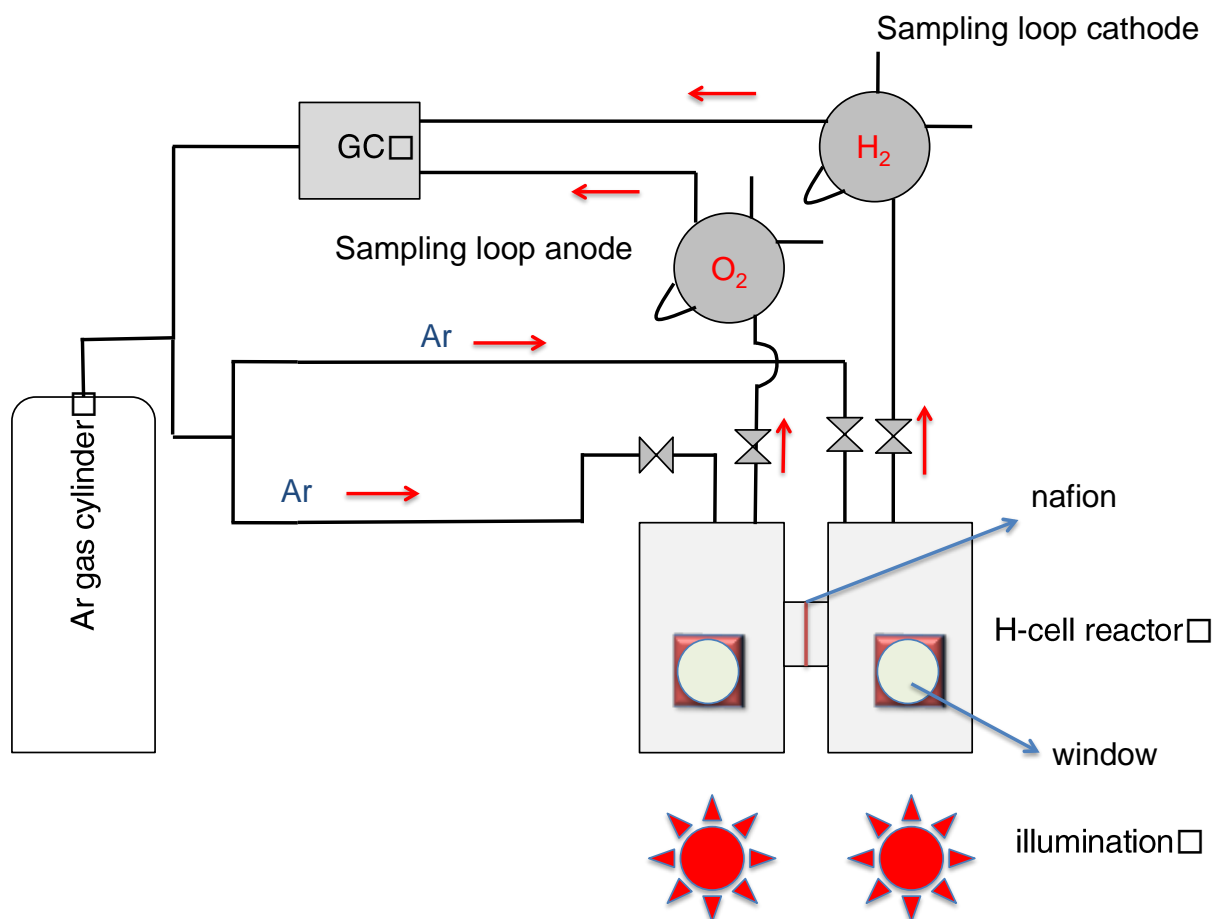 Sampling loop cathode
GC□
H₂
Sampling loop anode
O₂
Ar
Ar gas cylinder□
Ar
nafion
H-cell reactor□
window
illumination□